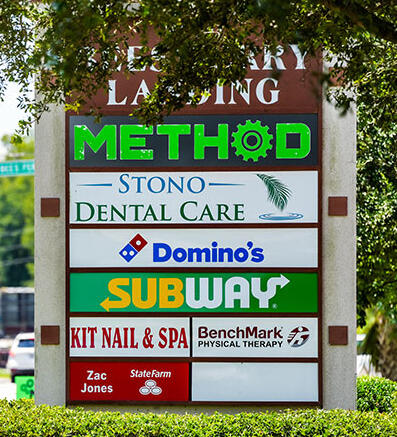 LANDING
METHOD
STONO
DENTAL CARE
Domino's
SUBWAY®
KIT NAIL & SPA
BenchMark
PHYSICAL THERAPY
Zac
Jones
StateFarm